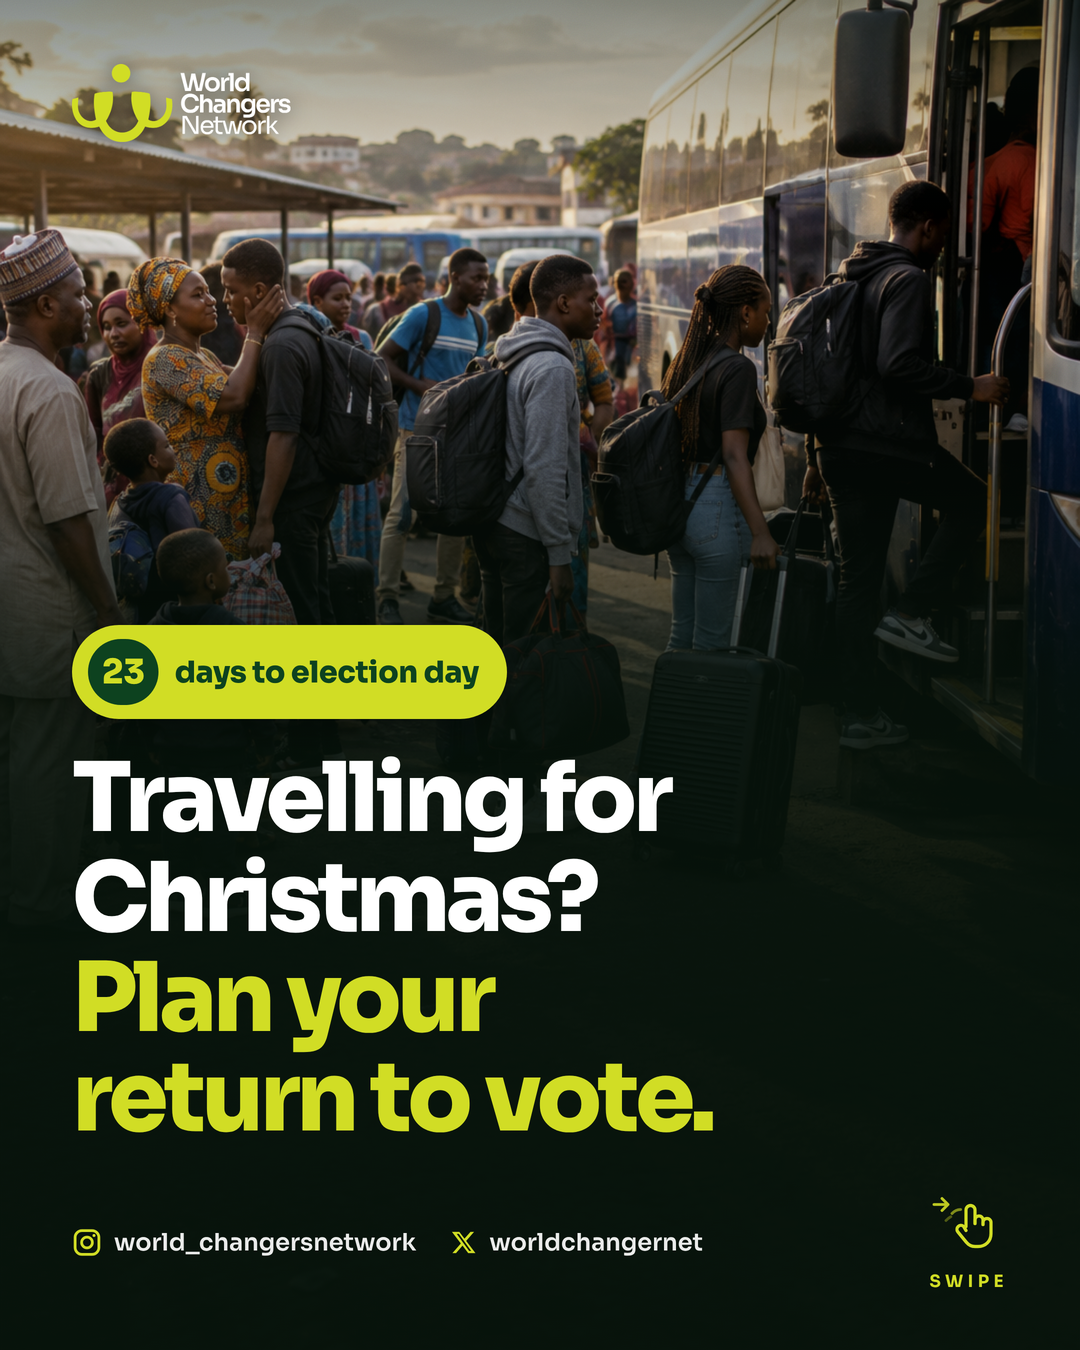 World
Changers
Network
23 days to election day
Travelling for
Christmas?
Plan your
return to vote.
world_changersnetwork worldchangernet
SWIPE